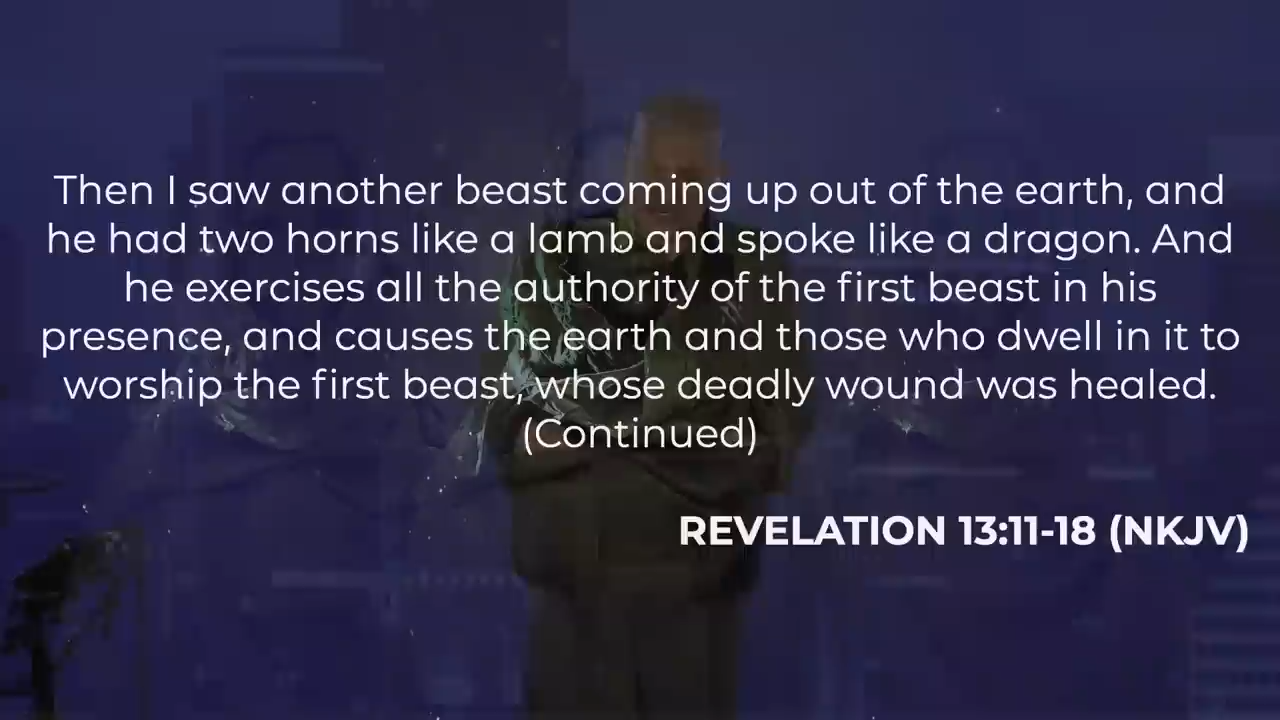 Then I saw another beast coming up out of the earth, and
he had two horns like a lamb and spoke like a dragon. And
he exercises all the authority of the first beast in his
presence, and causes the earth and those who dwell in it to
worship the first beast, whose deadly wound was healed.
(Continued)
REVELATION 13:11-18 (NKJV)